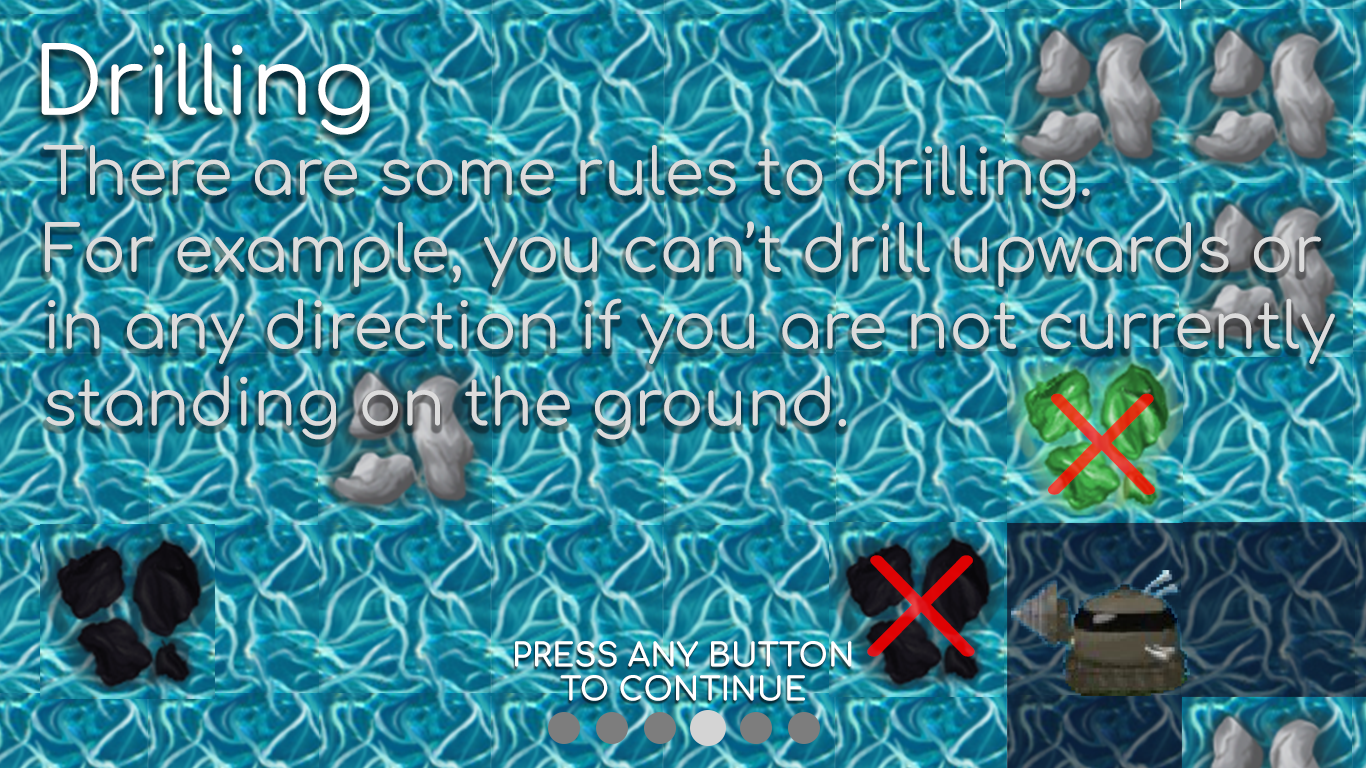 Drilling
There are some rules to drilling.
For example, you can't drill upwards or
in any direction if you are not currently
standing on the ground.
PRESS ANY BUTTON
TO CONTINUE